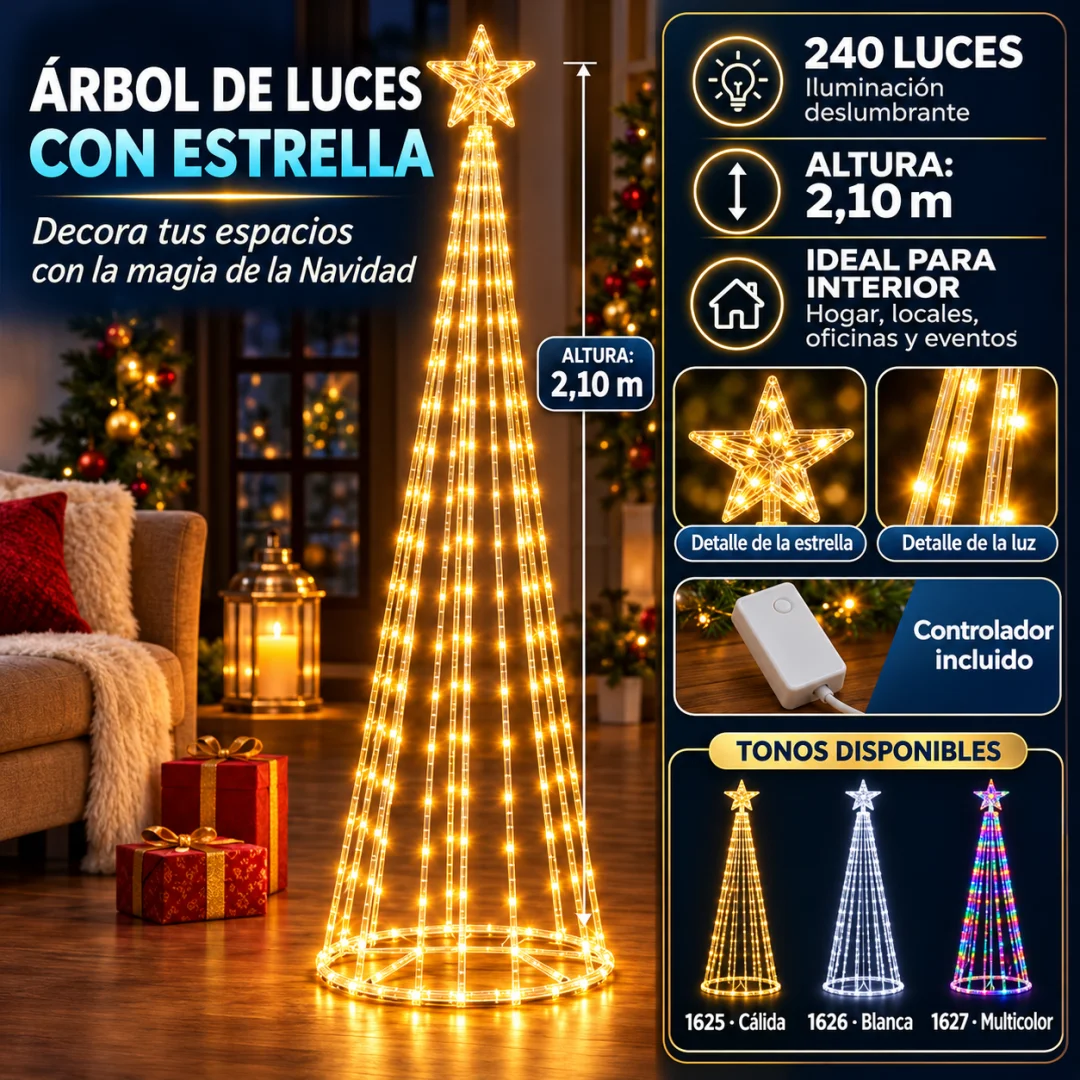 ÁRBOL DE LUCES
CON ESTRELLA
Decora tus espacios
con la magia de la Navidad
ALTURA:
2,10 m
240 LUCES
Iluminación
deslumbrante
ALTURA:
2,10 m
IDEAL PARA
INTERIOR
Hogar, locales,
oficinas y eventos
Detalle de la estrella
Detalle de la luz
Controlador
incluido
TONOS DISPONIBLES
1625 · Cálida
1626 · Blanca
1627 · Multicolor